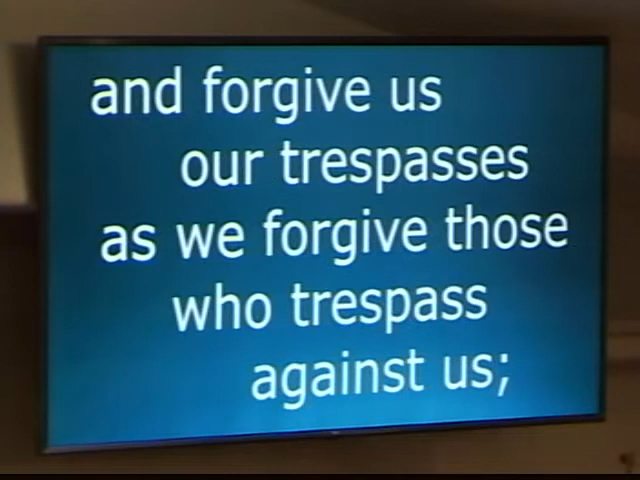 and forgive us
our trespasses
as we forgive those
who trespass
against us;